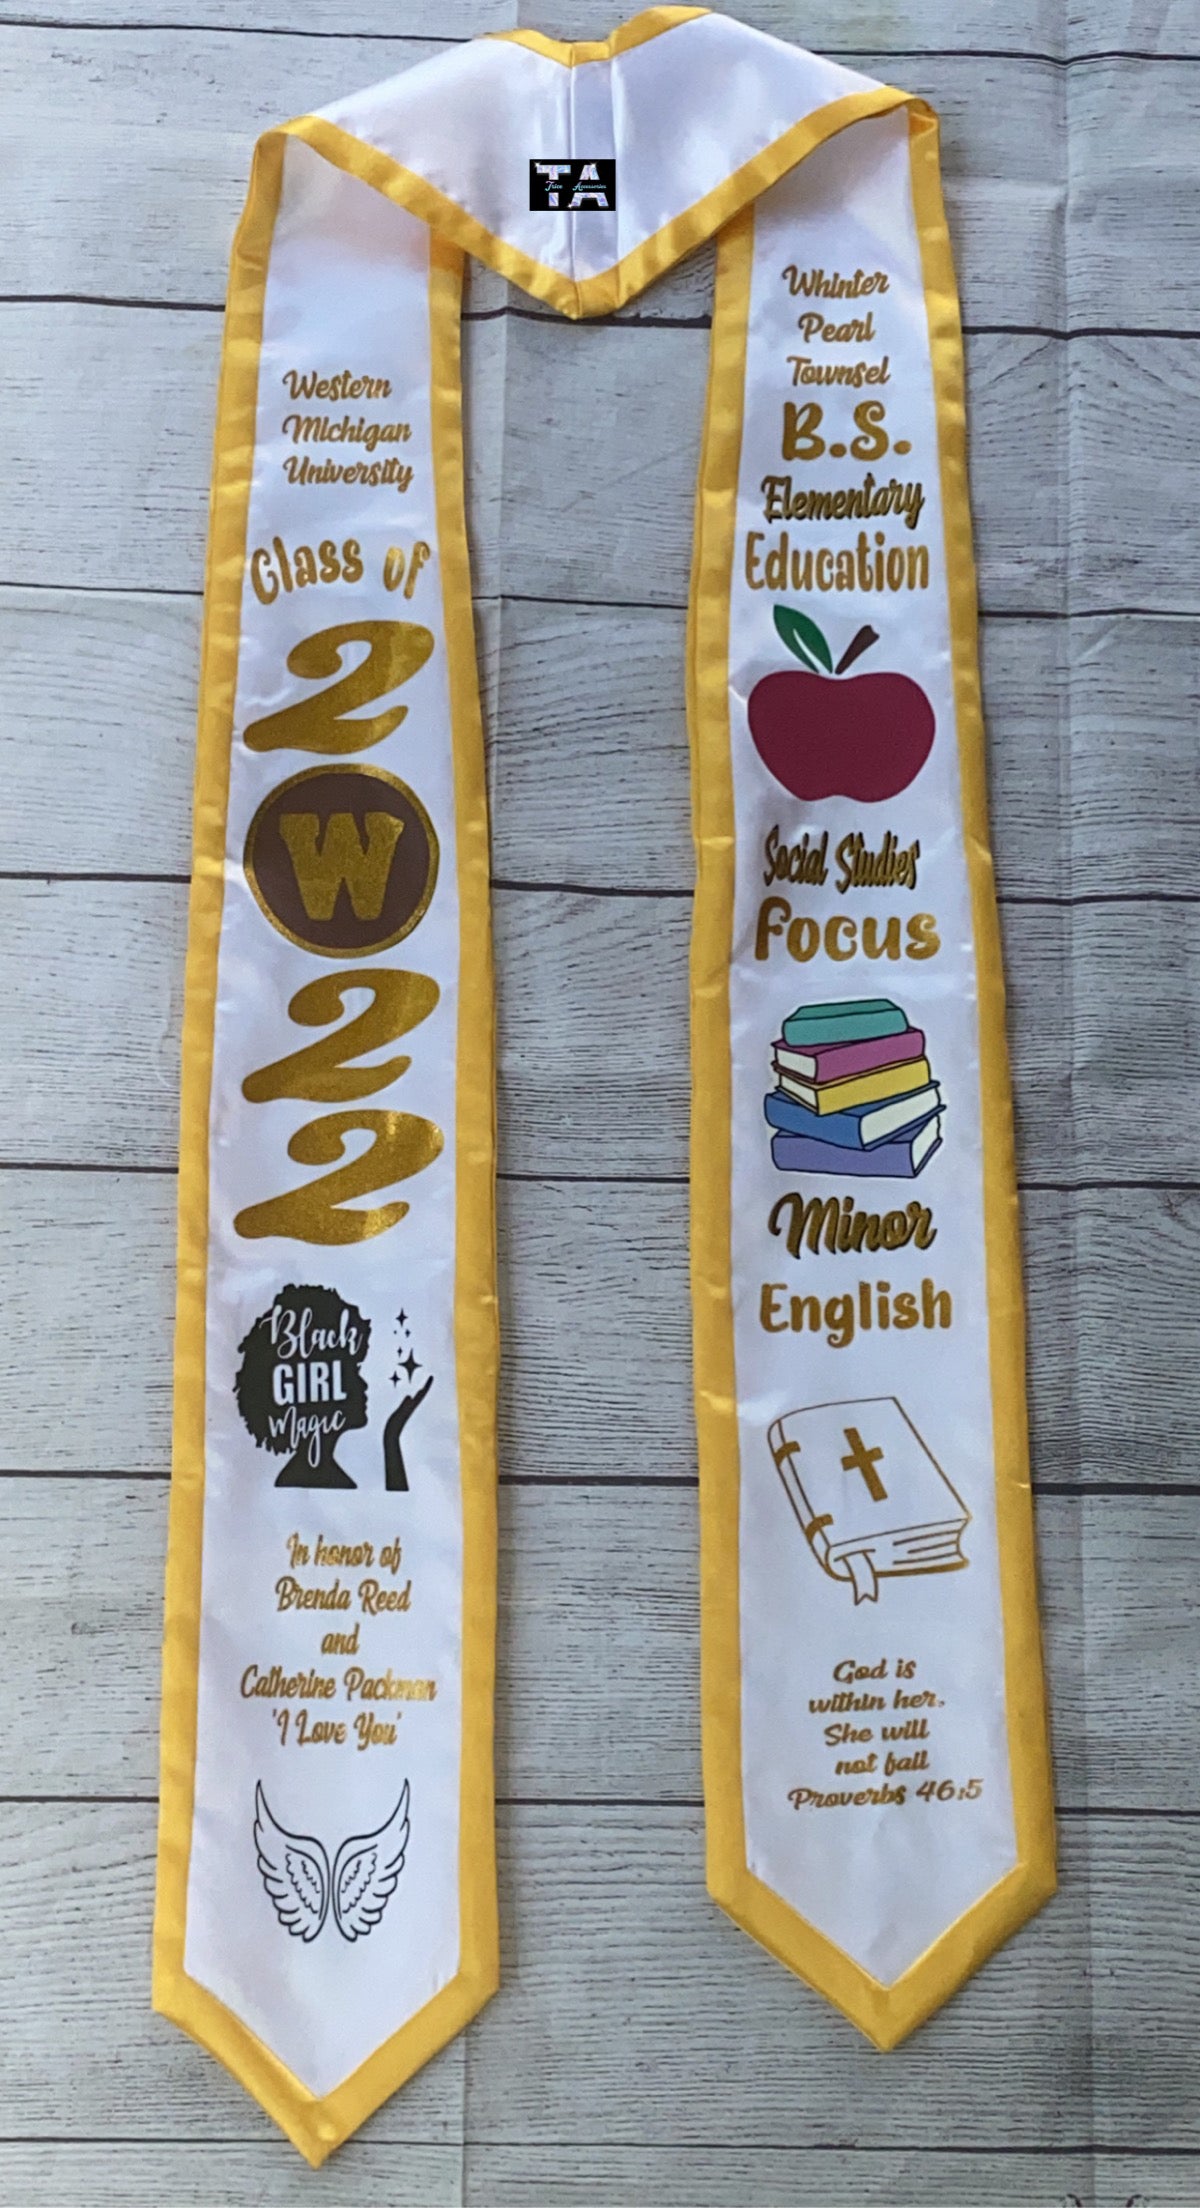 TA
Trice Accessories
Western
MIchigan
University
Class of
2
W
2
2
Black
GIRL
Magic
In honor of
Brenda Reed
and
Catherine Packman
'I Love You'
Whinter
Pearl
Townsel
B.S.
Elementary
Education
Social Studies
Focus
Minor
English
God is
within her.
She will
not fall
Proverbs 46:5